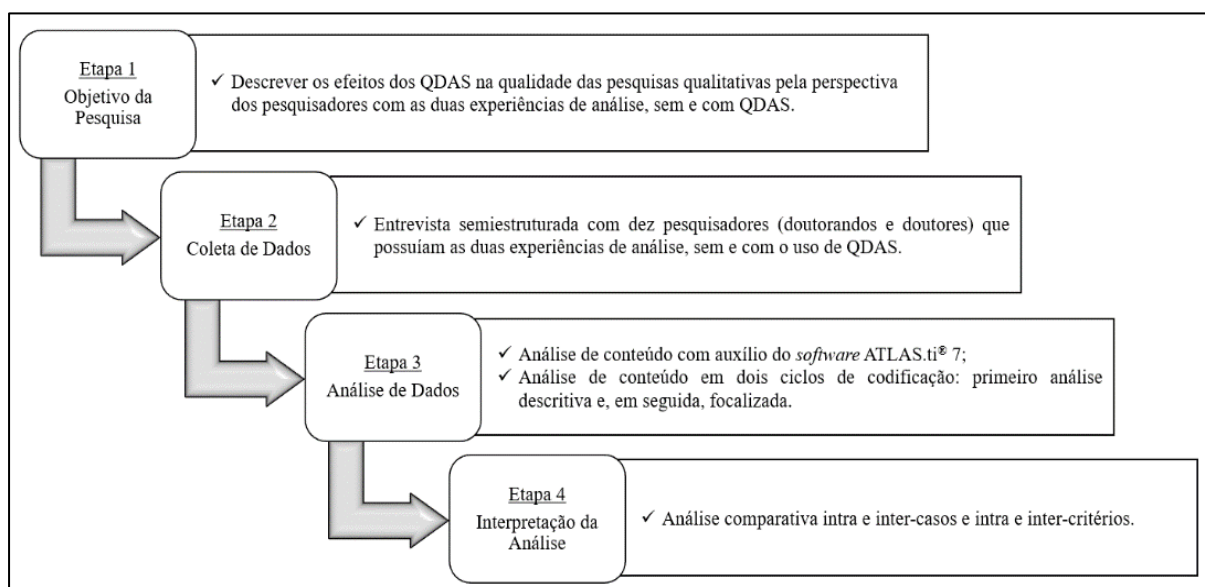 Etapa 1
Objetivo da
Pesquisa
✓ Descrever os efeitos dos QDAS na qualidade das pesquisas qualitativas pela perspectiva
dos pesquisadores com as duas experiências de análise, sem e com QDAS.
Etapa 2
Coleta de Dados
✓ Entrevista semiestruturada com dez pesquisadores (doutorandos e doutores) que
possuíam as duas experiências de análise, sem e com o uso de QDAS.
Etapa 3
Análise de Dados
✓ Análise de conteúdo com auxílio do software ATLAS.ti® 7;
✓ Análise de conteúdo em dois ciclos de codificação: primeiro análise
descritiva e, em seguida, focalizada.
Etapa 4
Interpretação da
Análise
✓ Análise comparativa intra e inter-casos e intra e inter-critérios.